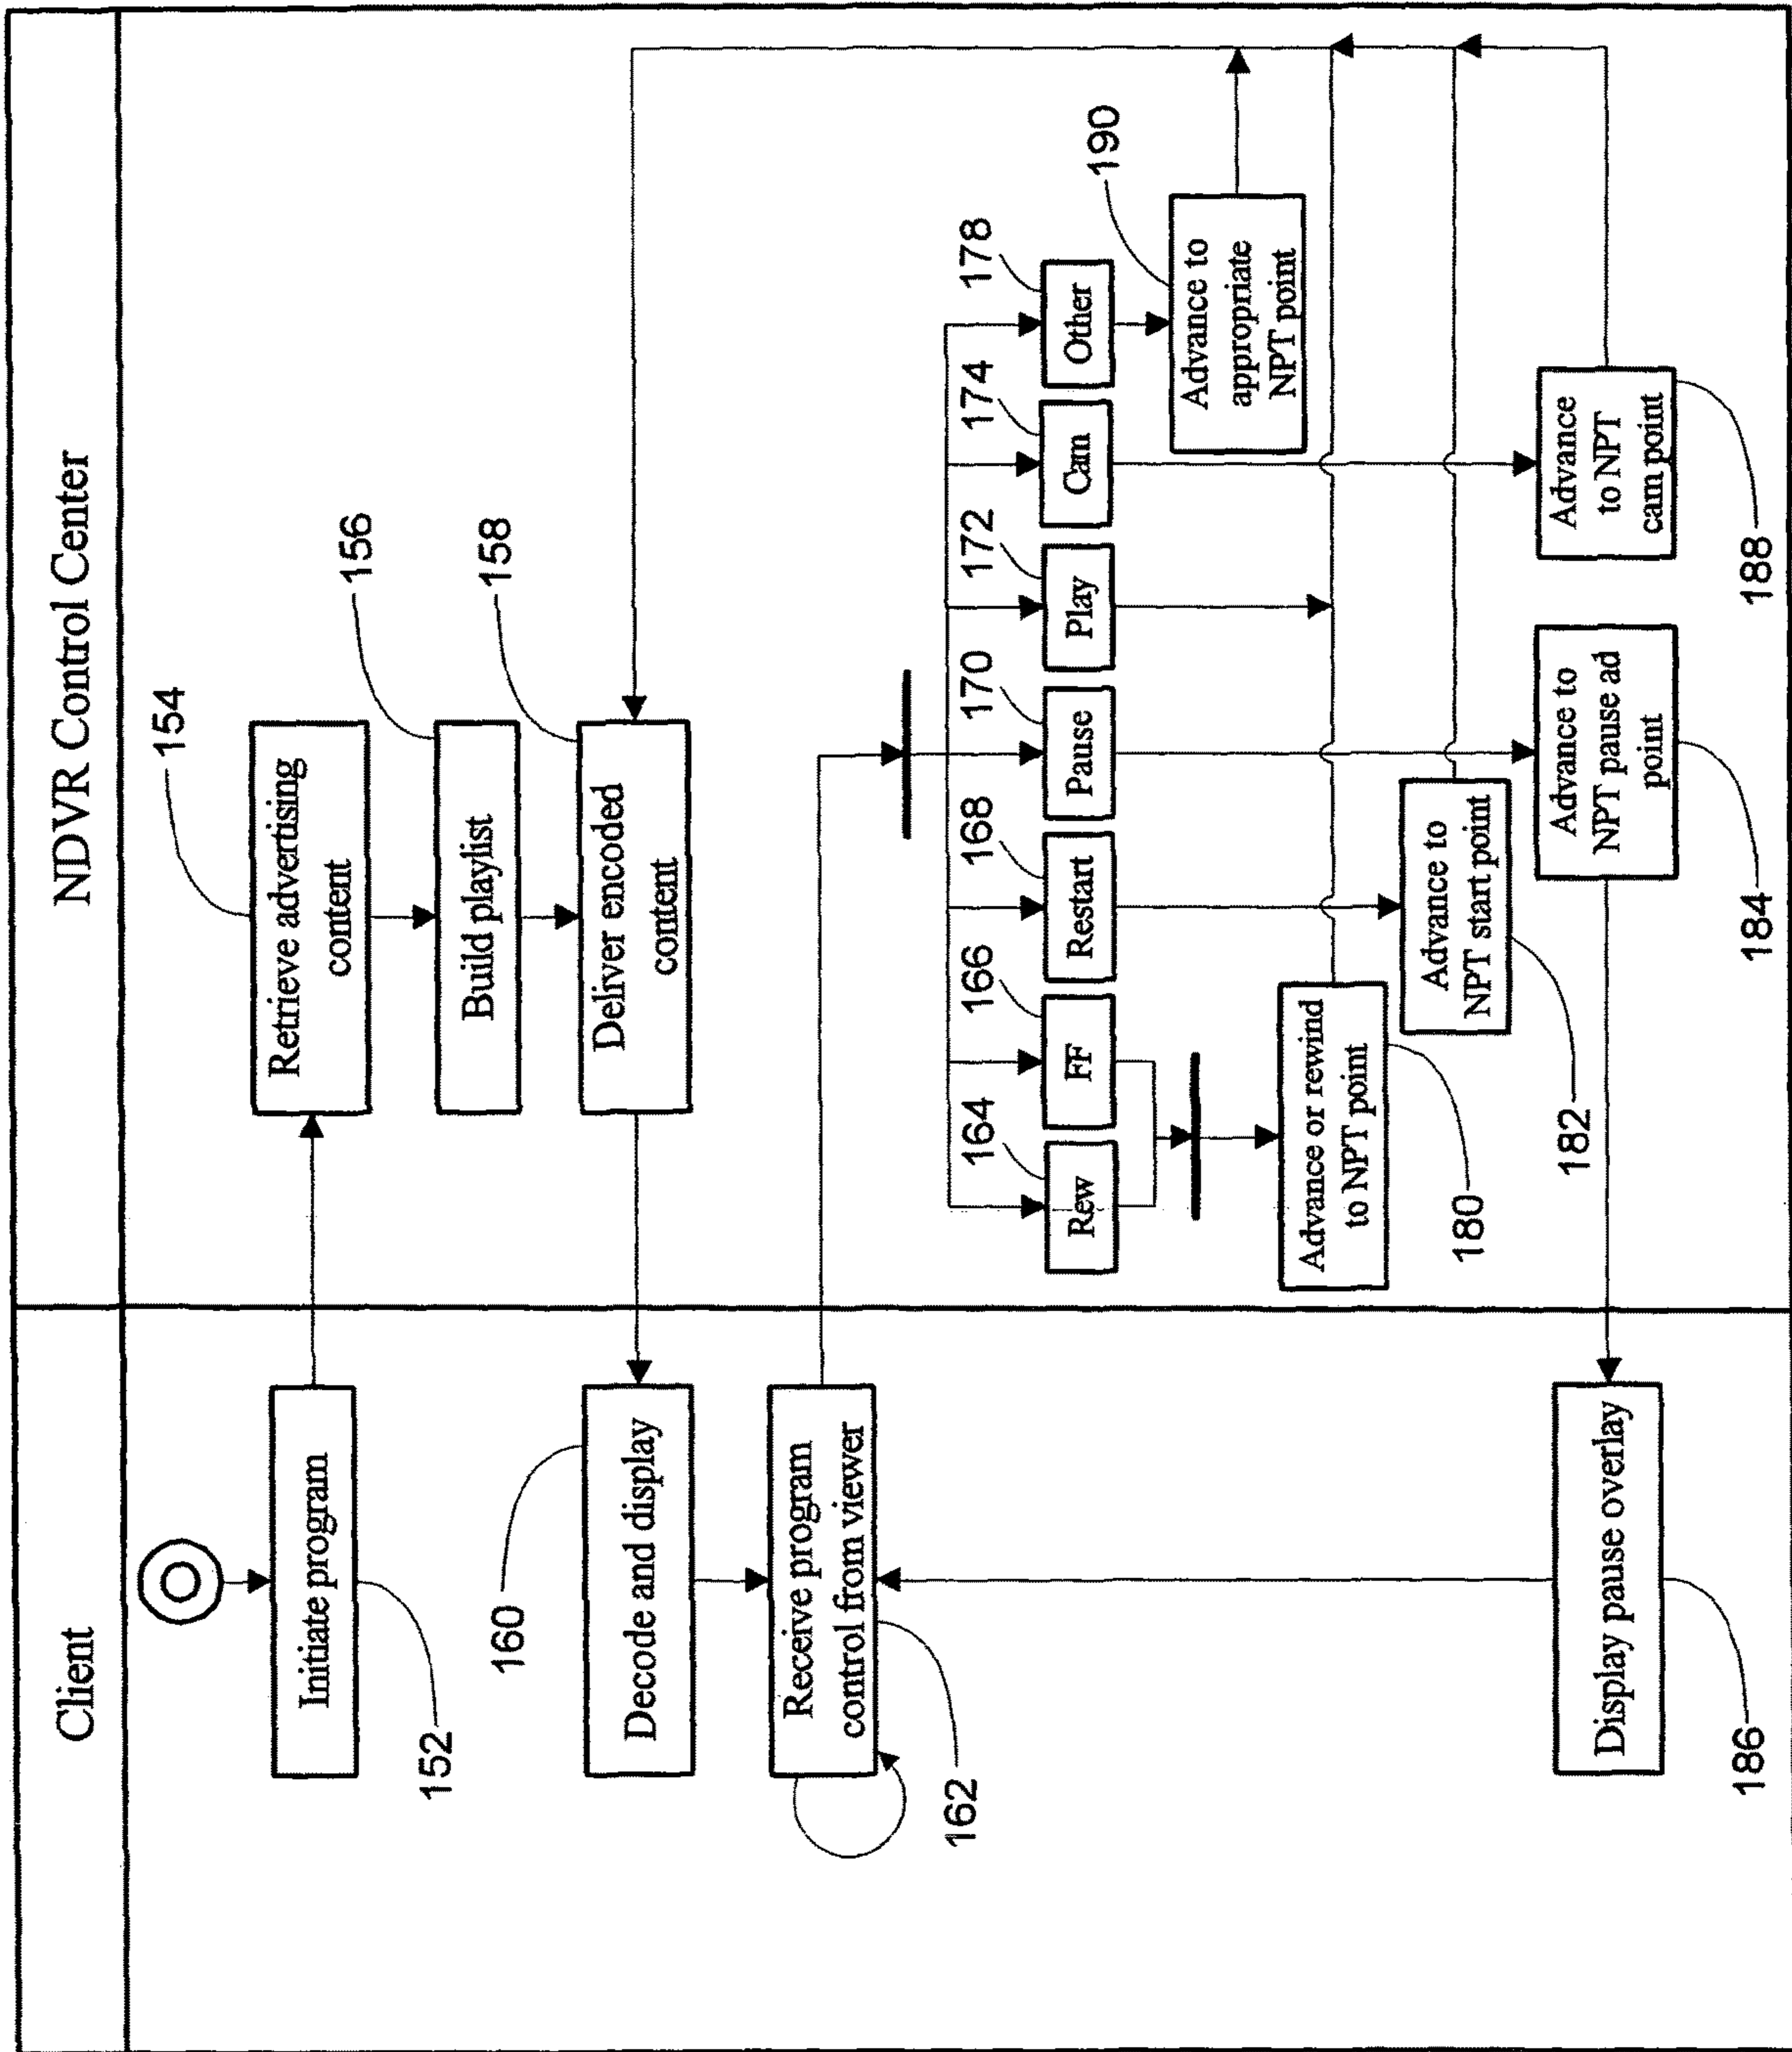 Client
NDVR Control Center
Initiate program
152
Retrieve advertising
content
154
Build playlist
156
Deliver encoded
content
158
Decode and display
160
Receive program
control from viewer
162
Rew
164
FF
166
Restart
168
Pause
170
Play
172
Cam
174
Other
178
Advance or rewind
to NPT point
180
Advance to
NPT start point
182
Advance to
NPT pause ad
point
184
Display pause overlay
186
Advance
to NPT
cam point
188
Advance to
appropriate
NPT point
190